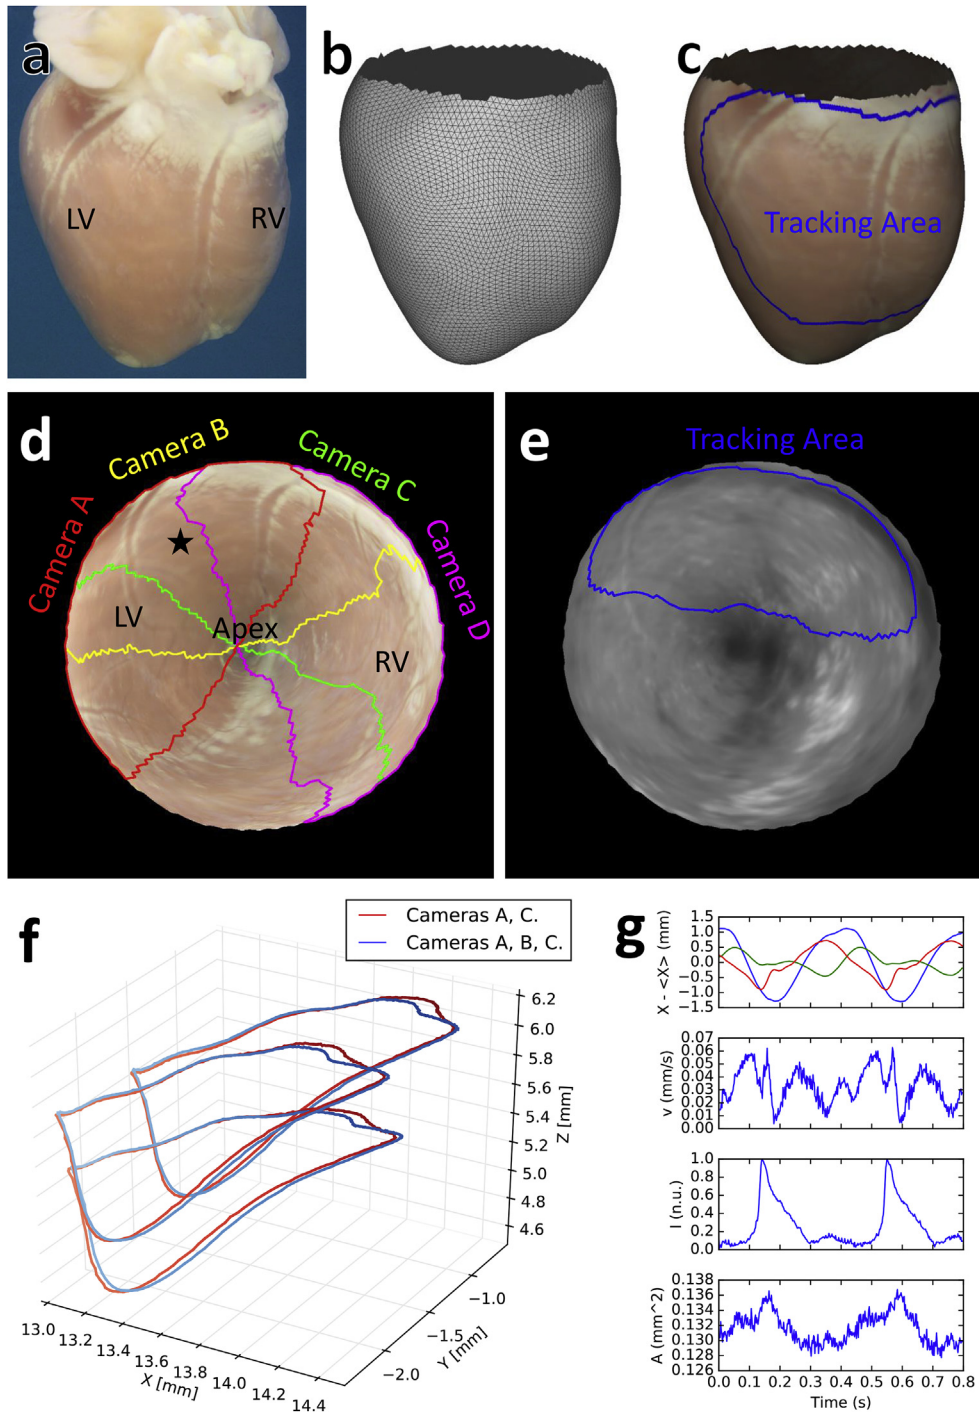 a
b
c
LV
RV
Tracking Area
d
Camera A
Camera B
Camera C
Camera D
LV
Apex
RV
e
Tracking Area
f
Cameras A, C.
Cameras A, B, C.
6.2
6.0
5.8
5.6
5.4
5.2
5.0
4.8
4.6
Z [mm]
13.0 13.2 13.4 13.6 13.8 14.0 14.2 14.4
X [mm]
−2.0 −1.5 −1.0
Y [mm]
g
X - <X> (mm)
1.5
1.0
0.5
0.0
−0.5
−1.0
−1.5
v (mm/s)
0.07
0.06
0.05
0.04
0.03
0.02
0.01
0.00
I (n.u.)
1.0
0.8
0.6
0.4
0.2
0.0
A (mm^2)
0.138
0.136
0.134
0.132
0.130
0.128
0.126
0.0 0.1 0.2 0.3 0.4 0.5 0.6 0.7 0.8
Time (s)